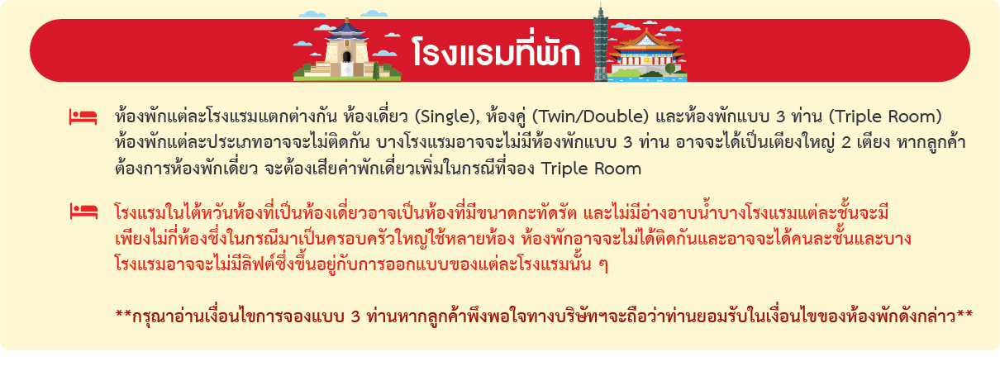 โรงแรมที่พัก
ห้องพักแต่ละโรงแรมแตกต่างกัน ห้องเดี่ยว (Single), ห้องคู่ (Twin/Double) และห้องพักแบบ 3 ท่าน (Triple Room)
ห้องพักแต่ละประเภทอาจจะไม่ติดกัน บางโรงแรมอาจจะไม่มีห้องพักแบบ 3 ท่าน อาจจะได้เป็นเตียงใหญ่ 2 เตียง หากลูกค้า
ต้องการห้องพักเดี่ยว จะต้องเสียค่าพักเดี่ยวเพิ่มในกรณีที่จอง Triple Room
โรงแรมในไต้หวันห้องที่เป็นห้องเดี่ยวอาจเป็นห้องที่มีขนาดกะทัดรัต และไม่มีอ่างอาบน้ำบางโรงแรมแต่ละชั้นจะมี
เพียงไม่กี่ห้องซึ่งในกรณีมาเป็นครอบครัวใหญ่ใช้หลายห้อง ห้องพักอาจจะไม่ได้ติดกันและอาจจะได้คนละชั้นและบาง
โรงแรมอาจจะไม่มีลิฟต์ซึ่งขึ้นอยู่กับการออกแบบของแต่ละโรงแรมนั้น ๆ
**กรุณาอ่านเงื่อนไขการจองแบบ 3 ท่านหากลูกค้าพึงพอใจทางบริษัทฯจะถือว่าท่านยอมรับในเงื่อนไขของห้องพักดังกล่าว**